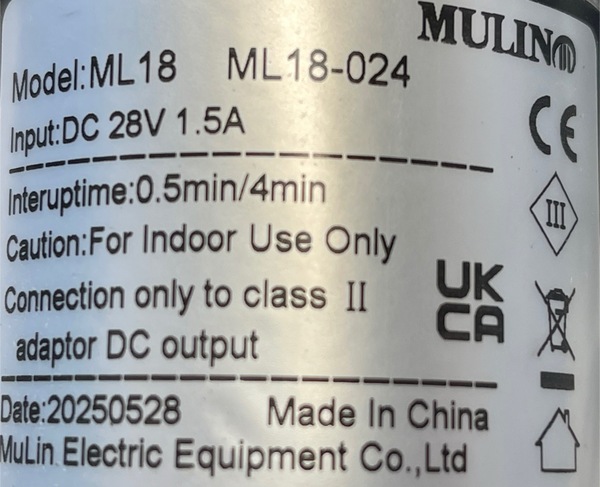 MULIN
Model:ML18 ML18-024
Input:DC 28V 1.5A
CE
Interuptime:0.5min/4min
III
Caution:For Indoor Use Only
Connection only to class II
adaptor DC output
UK
CA
Date:20250528 Made In China
MuLin Electric Equipment Co.,Ltd